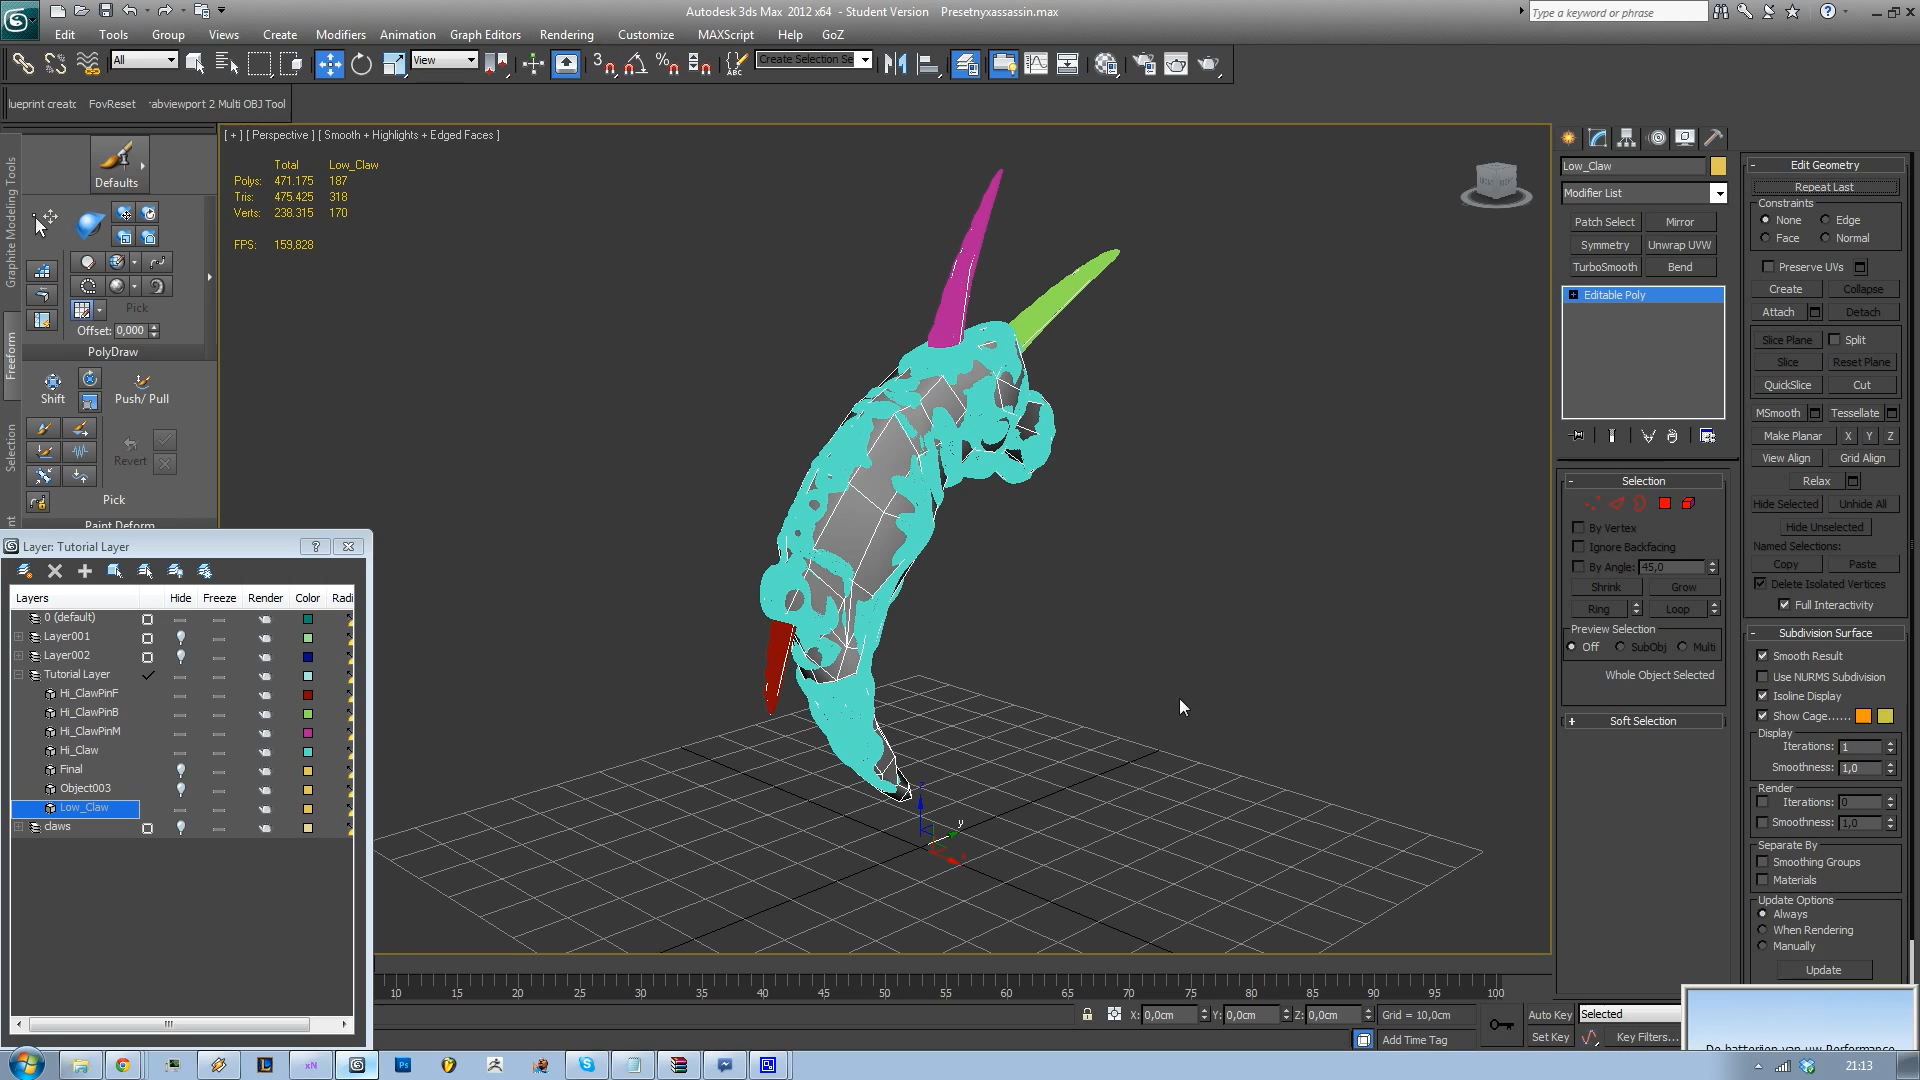 Autodesk 3ds Max 2012 x64 - Student Version Presetnyxassassin.max
Type a keyword or phrase
Edit Tools Group Views Create Modifiers Animation Graph Editors Rendering Customize MAXScript Help GoZ
All
View
Create Selection Se
lueprint creatc FovReset rabviewport 2 Multi OBJ Tool
Graphite Modeling Tools
Freeform
Selection
Defaults
Pick
Offset: 0,000
PolyDraw
Shift
Push/ Pull
Revert
Pick
Paint Deform
[ + ] [ Perspective ] [ Smooth + Highlights + Edged Faces ]
Total Low_Claw
Polys: 471.175 187
Tris: 475.425 318
Verts: 238.315 170
FPS: 159,828
Layer: Tutorial Layer
Layers Hide Freeze Render Color Radi
0 (default)
Layer001
Layer002
Tutorial Layer
Hi_ClawPinF
Hi_ClawPinB
Hi_ClawPinM
Hi_Claw
Final
Object003
Low_Claw
claws
Low_Claw
Modifier List
Patch Select Mirror
Symmetry Unwrap UVW
TurboSmooth Bend
Editable Poly
Selection
By Vertex
Ignore Backfacing
By Angle: 45,0
Shrink Grow
Ring Loop
Preview Selection
Off SubObj Multi
Whole Object Selected
Soft Selection
Edit Geometry
Repeat Last
Constraints
None Edge
Face Normal
Preserve UVs
Create Collapse
Attach Detach
Slice Plane Split
Slice Reset Plane
QuickSlice Cut
MSmooth Tessellate
Make Planar X Y Z
View Align Grid Align
Relax
Hide Selected Unhide All
Hide Unselected
Named Selections:
Copy Paste
Delete Isolated Vertices
Full Interactivity
Subdivision Surface
Smooth Result
Use NURMS Subdivision
Isoline Display
Show Cage......
Display
Iterations: 1
Smoothness: 1,0
Render
Iterations: 0
Smoothness: 1,0
Separate By
Smoothing Groups
Materials
Update Options
Always
When Rendering
Manually
Update
10 15 20 25 30 35 40 45 50 55 60 65 70 75 80 85 90 95 100
X: 0,0cm Y: 0,0cm Z: 0,0cm Grid = 10,0cm
Auto Key Selected
Add Time Tag
Set Key Key Filters...
De batterijen van uw Performance
21:13